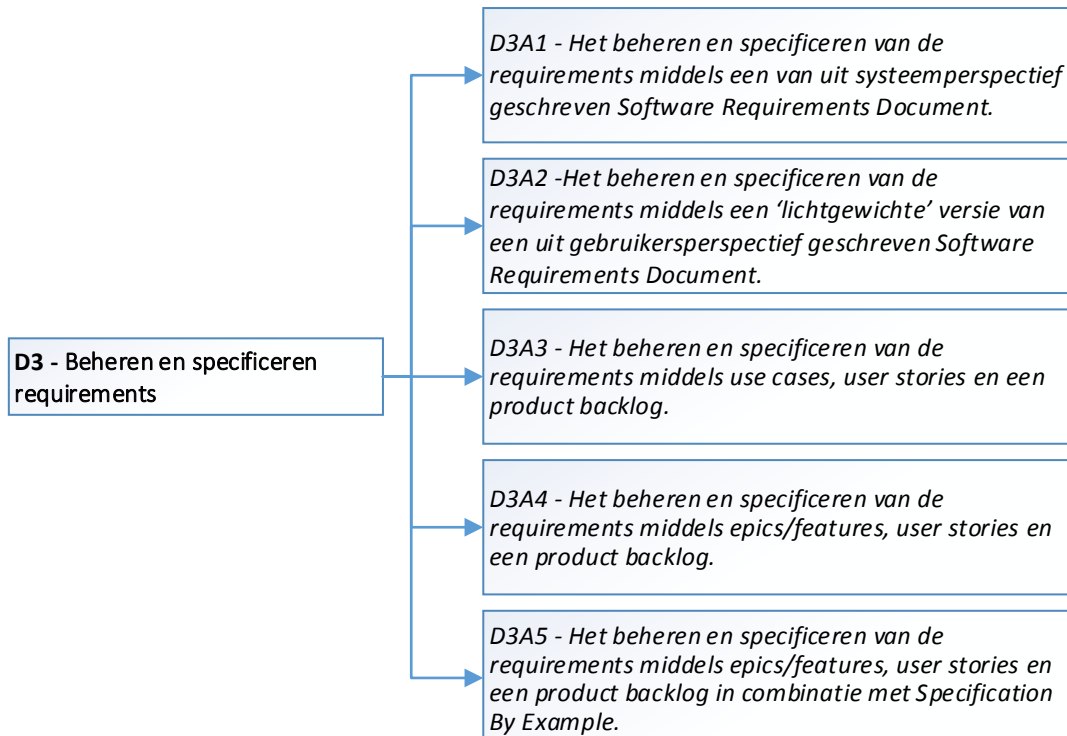 D3A1 - Het beheren en specificeren van de
requirements middels een van uit systeemperspectief
geschreven Software Requirements Document.
D3A2 -Het beheren en specificeren van de
requirements middels een ‘lichtgewichte’ versie van
een uit gebruikersperspectief geschreven Software
Requirements Document.
D3 - Beheren en specificeren
requirements
D3A3 - Het beheren en specificeren van de
requirements middels use cases, user stories en een
product backlog.
D3A4 - Het beheren en specificeren van de
requirements middels epics/features, user stories en
een product backlog.
D3A5 - Het beheren en specificeren van de
requirements middels epics/features, user stories en
een product backlog in combinatie met Specification
By Example.